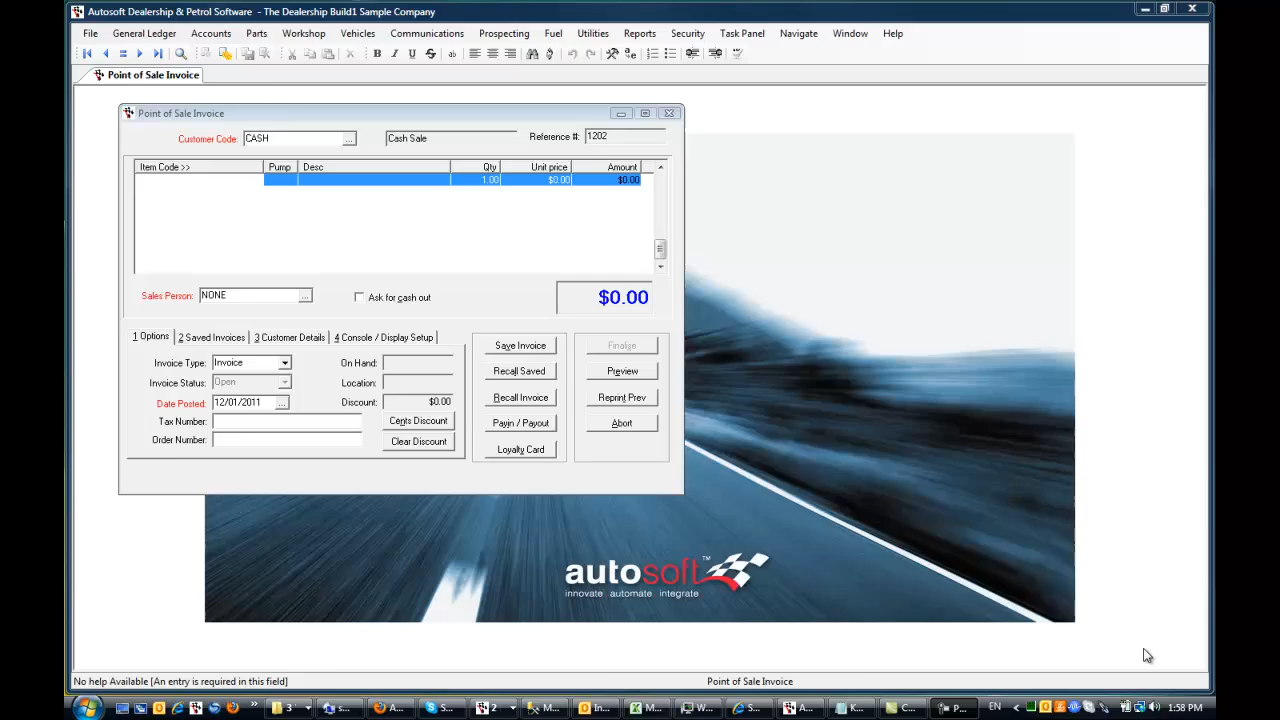 Autosoft Dealership & Petrol Software - The Dealership Build1 Sample Company
File General Ledger Accounts Parts Workshop Vehicles Communications Prospecting Fuel Utilities Reports Security Task Panel Navigate Window Help
B I U S ab
Point of Sale Invoice
Point of Sale Invoice
Customer Code: CASH ... Cash Sale Reference #: 1202
Item Code >> Pump Desc Qty Unit price Amount
1.00 $0.00 $0.00
Sales Person: NONE ... Ask for cash out $0.00
1 Options 2 Saved Invoices 3 Customer Details 4 Console / Display Setup
Invoice Type: Invoice On Hand:
Invoice Status: Open Location:
Date Posted: 12/01/2011 ... Discount: $0.00
Tax Number: Cents Discount
Order Number: Clear Discount
Save Invoice Finalise
Recall Saved Preview
Recall Invoice Reprint Prev
Payin / Payout Abort
Loyalty Card
autosoft™
innovate automate integrate
No help Available [An entry is required in this field] Point of Sale Invoice
3 ' s... A... S... 2 M... In... M... W... S... A... K... C... P... EN 1:58 PM